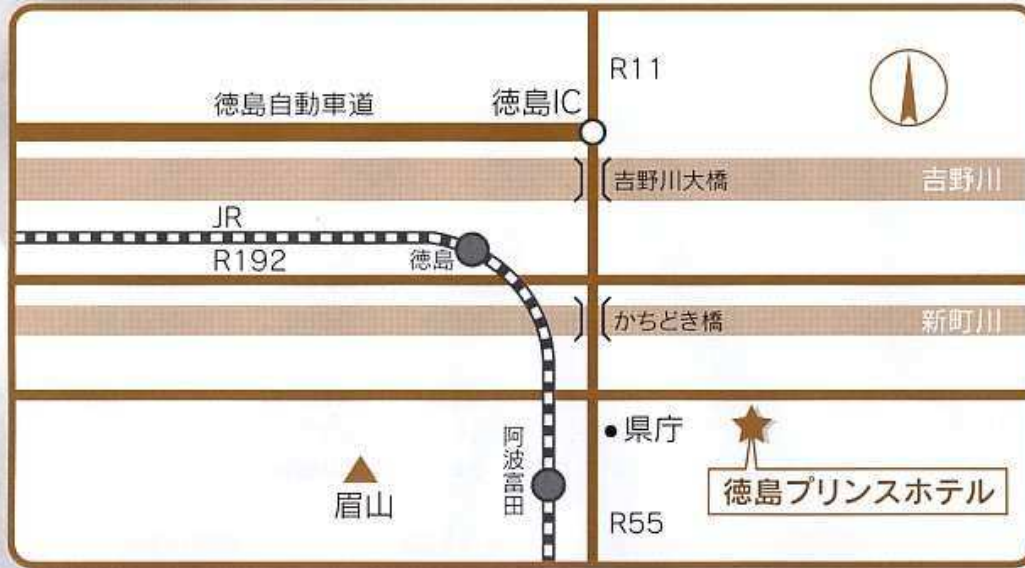 R11
徳島自動車道
徳島IC
吉野川大橋
吉野川
JR
R192
徳島
かちどき橋
新町川
県庁
阿波富田
眉山
徳島プリンスホテル
R55